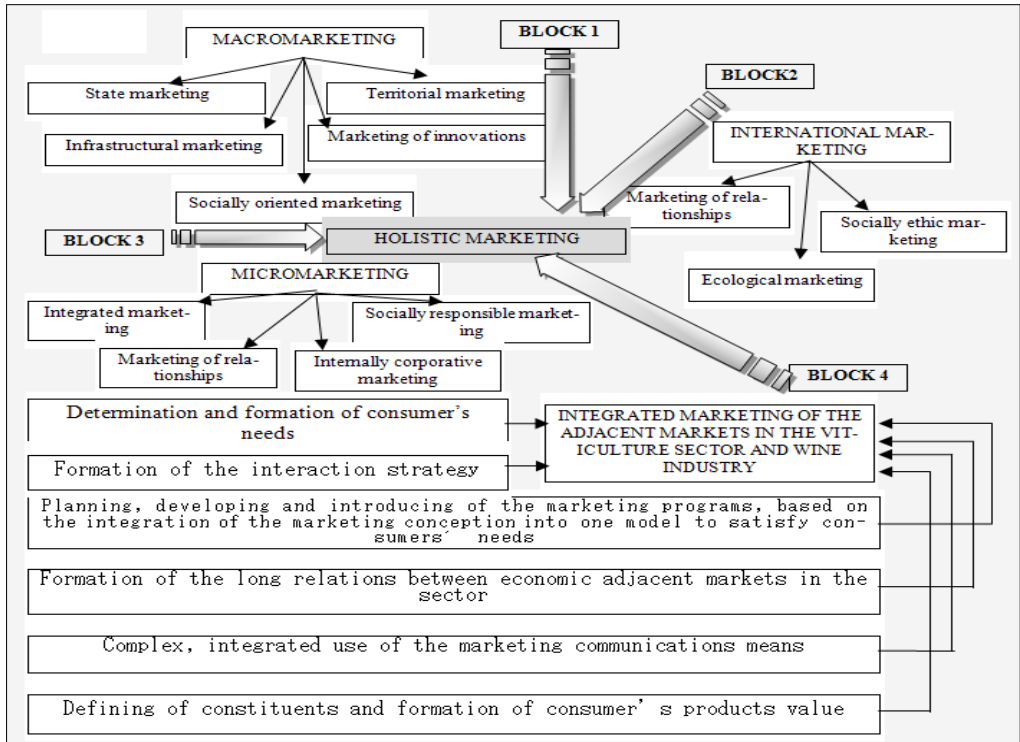 MACROMARKETING
BLOCK 1
State marketing
Territorial marketing
BLOCK2
Infrastructural marketing
Marketing of innovations
INTERNATIONAL MAR-
KETING
Socially oriented marketing
Marketing of rela-
tionships
Socially ethic mar-
keting
BLOCK 3
HOLISTIC MARKETING
Ecological marketing
MICROMARKETING
Integrated market-
ing
Socially responsible market-
ing
Marketing of rela-
tionships
Internally corporative
marketing
BLOCK 4
Determination and formation of consumer's
needs
INTEGRATED MARKETING OF THE
ADJACENT MARKETS IN THE VIT-
ICULTURE SECTOR AND WINE
INDUSTRY
Formation of the interaction strategy
Planning, developing and introducing of the marketing programs, based on
the integration of the marketing conception into one model to satisfy con-
sumers' needs
Formation of the long relations between economic adjacent markets in the
sector
Complex, integrated use of the marketing communications means
Defining of constituents and formation of consumer's products value